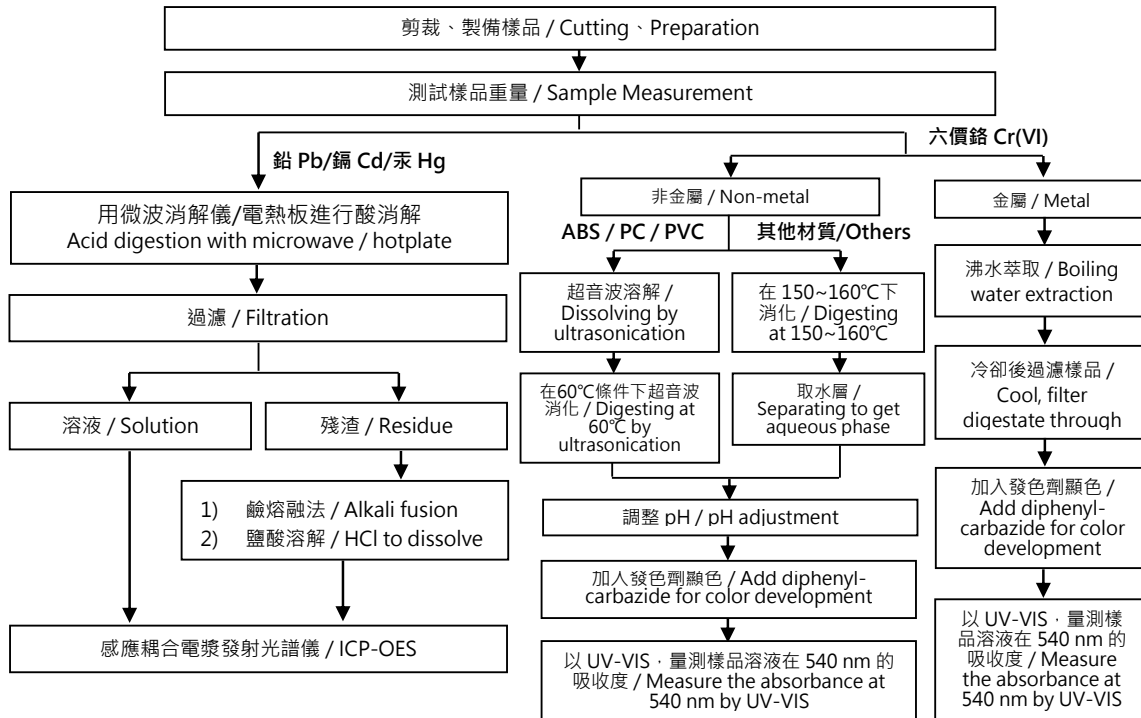 剪裁、製備樣品 / Cutting、Preparation
測試樣品重量 / Sample Measurement
鉛 Pb/鎘 Cd/汞 Hg
六價鉻 Cr(VI)
用微波消解儀/電熱板進行酸消解
Acid digestion with microwave / hotplate
過濾 / Filtration
溶液 / Solution
殘渣 / Residue
1) 鹼熔融法 / Alkali fusion
2) 鹽酸溶解 / HCl to dissolve
感應耦合電漿發射光譜儀 / ICP-OES
非金屬 / Non-metal
ABS / PC / PVC
其他材質/Others
超音波溶解 /
Dissolving by
ultrasonication
在60℃條件下超音波
消化 / Digesting at
60℃ by
ultrasonication
在 150~160℃下
消化 / Digesting
at 150~160℃
取水層 /
Separating to get
aqueous phase
調整 pH / pH adjustment
加入發色劑顯色 / Add diphenyl-
carbazide for color development
以 UV-VIS，量測樣品溶液在 540 nm 的
吸收度 / Measure the absorbance at
540 nm by UV-VIS
金屬 / Metal
沸水萃取 / Boiling
water extraction
冷卻後過濾樣品 /
Cool, filter
digestate through
加入發色劑顯色 /
Add diphenyl-
carbazide for color
development
以 UV-VIS，量測樣
品溶液在 540 nm 的
吸收度 / Measure
the absorbance at
540 nm by UV-VIS